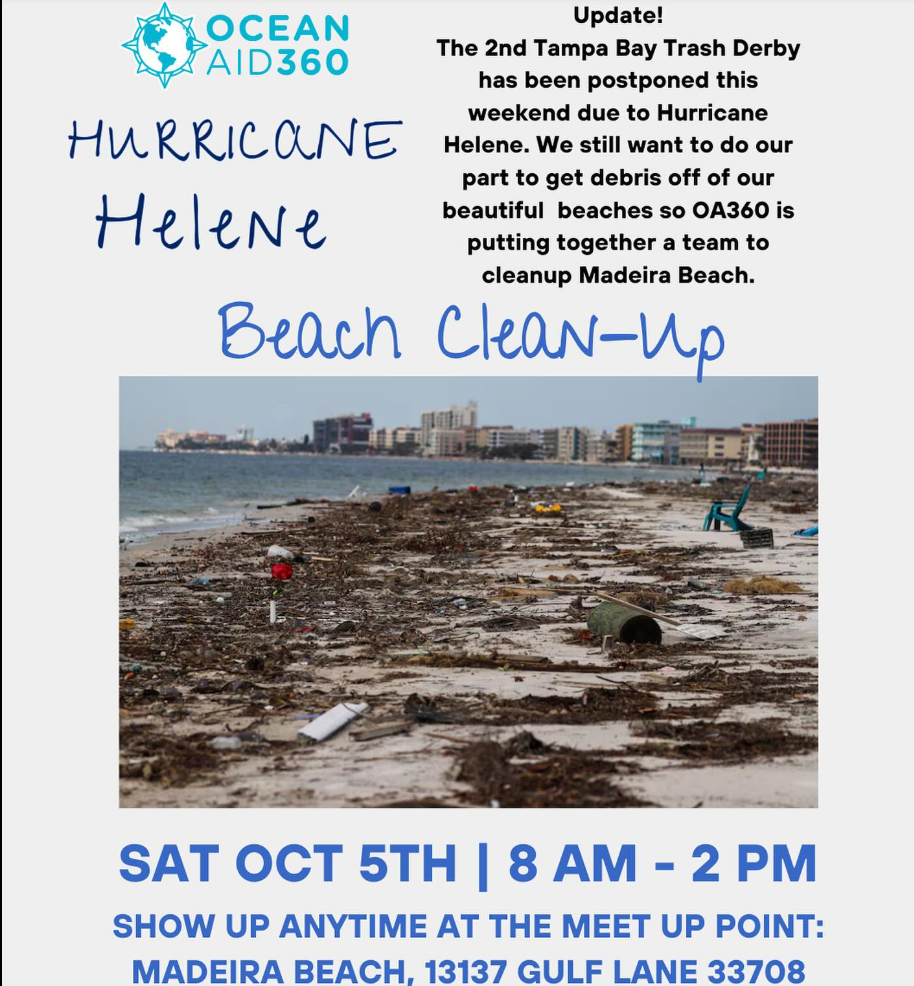 OCEAN
AID360
HURRICANE
Helene
Update!
The 2nd Tampa Bay Trash Derby
has been postponed this
weekend due to Hurricane
Helene. We still want to do our
part to get debris off of our
beautiful beaches so OA360 is
putting together a team to
cleanup Madeira Beach.
Beach Clean-Up
SAT OCT 5TH | 8 AM - 2 PM
SHOW UP ANYTIME AT THE MEET UP POINT:
MADEIRA BEACH, 13137 GULF LANE 33708